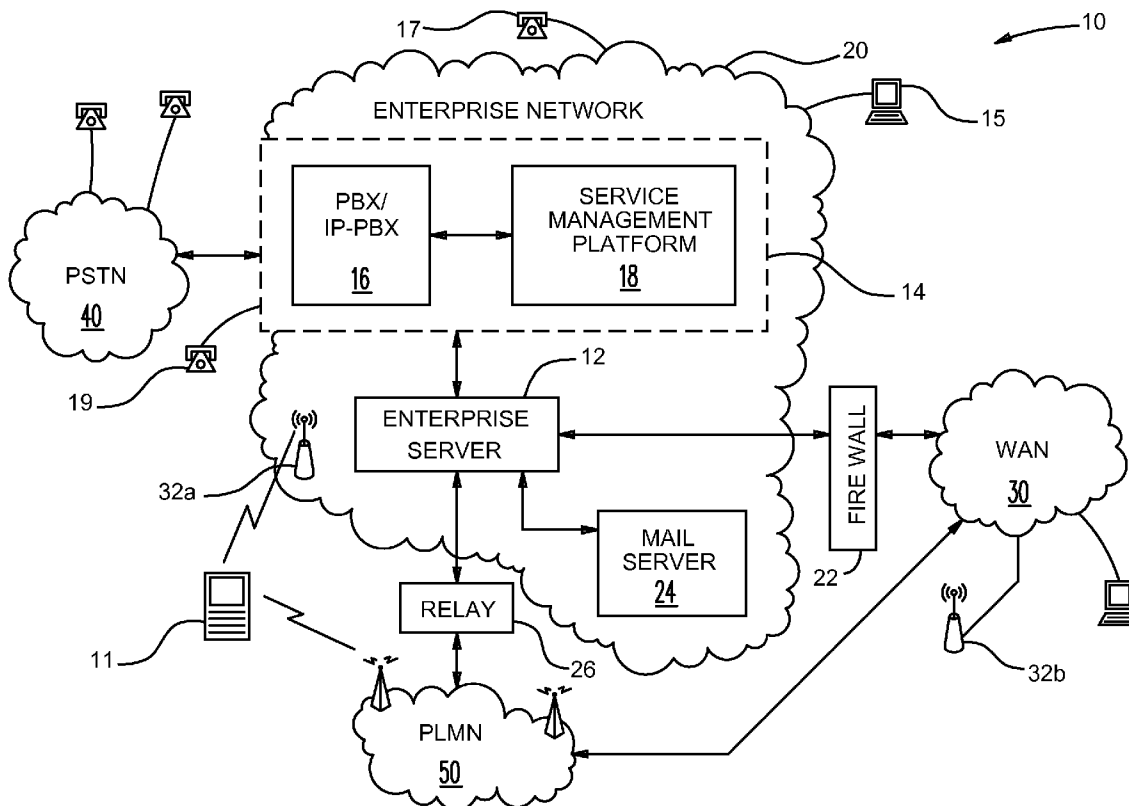 17
10
20
ENTERPRISE NETWORK
15
PBX/
IP-PBX
16
SERVICE
MANAGEMENT
PLATFORM
18
PSTN
40
14
19
12
ENTERPRISE
SERVER
32a
FIRE WALL
22
WAN
30
MAIL
SERVER
24
RELAY
26
11
32b
PLMN
50